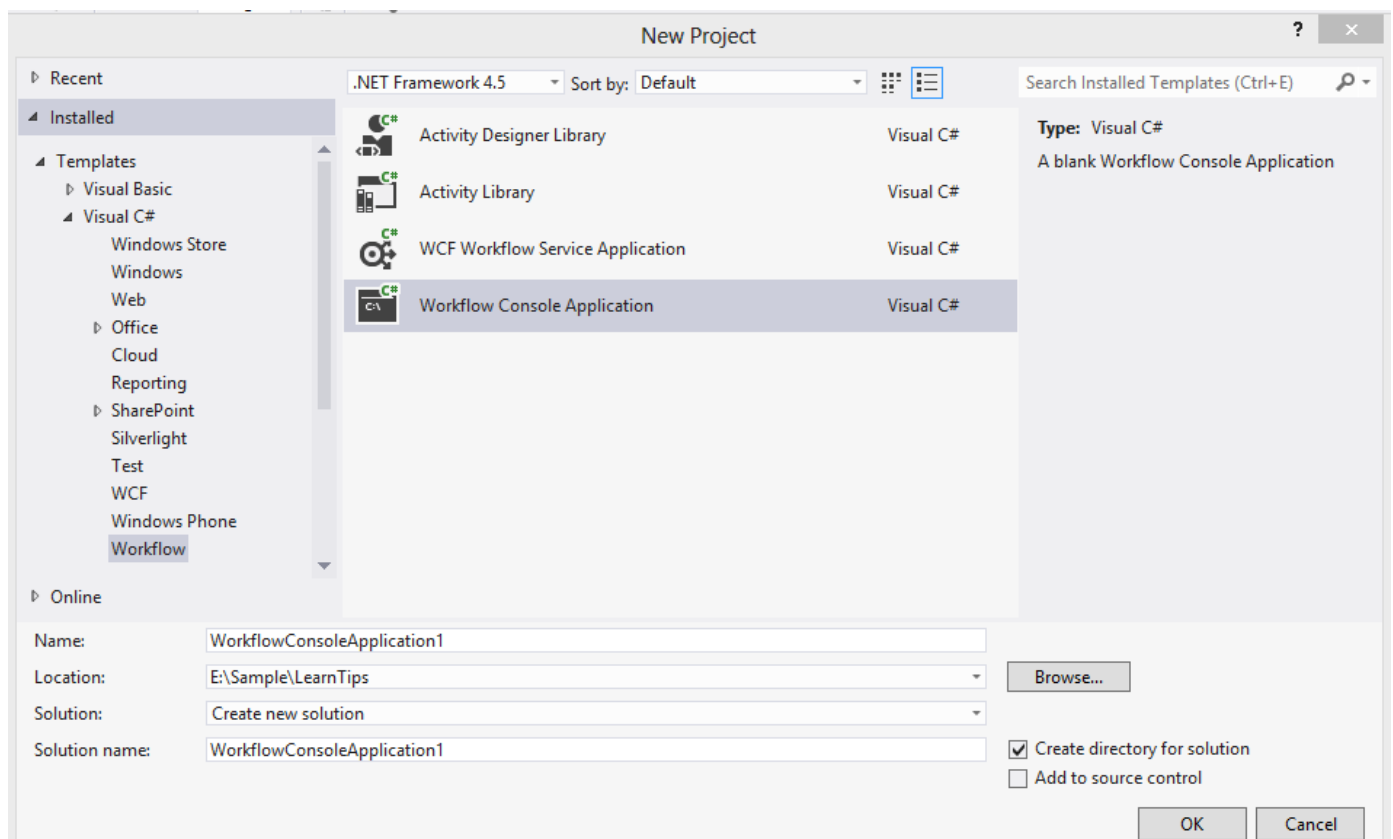 New Project
?
Recent
.NET Framework 4.5 Sort by: Default
Search Installed Templates (Ctrl+E)
Installed
Templates
Visual Basic
Visual C#
Windows Store
Windows
Web
Office
Cloud
Reporting
SharePoint
Silverlight
Test
WCF
Windows Phone
Workflow
Online
C# Activity Designer Library Visual C#
C# Activity Library Visual C#
C# WCF Workflow Service Application Visual C#
C# C:\ Workflow Console Application Visual C#
Type: Visual C#
A blank Workflow Console Application
Name: WorkflowConsoleApplication1
Location: E:\Sample\LearnTips Browse...
Solution: Create new solution
Solution name: WorkflowConsoleApplication1
Create directory for solution
Add to source control
OK Cancel